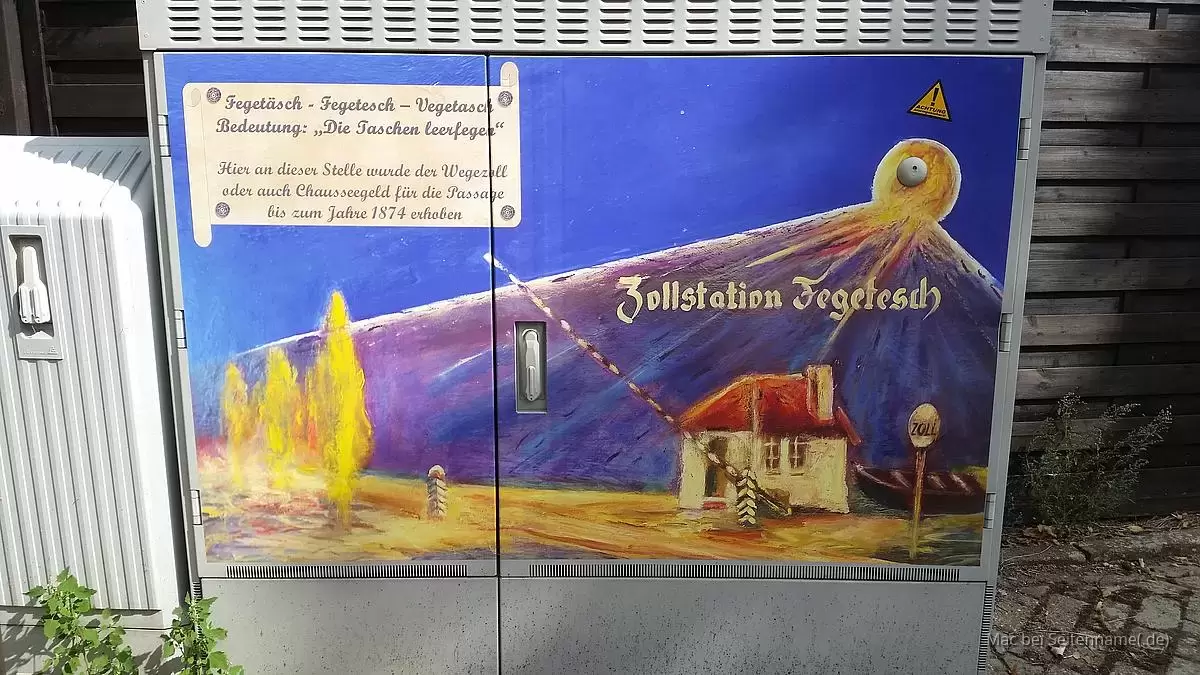 Fegetäsch - Fegetesch – Vegetasch
Bedeutung: „Die Taschen leerfegen“
Hier an dieser Stelle wurde der Wegezoll
oder auch Chausseegeld für die Passage
bis zum Jahre 1874 erhoben
ACHTUNG
Zollstation Fegetesch
ZOLL
Mac bei Seitenname(.de)